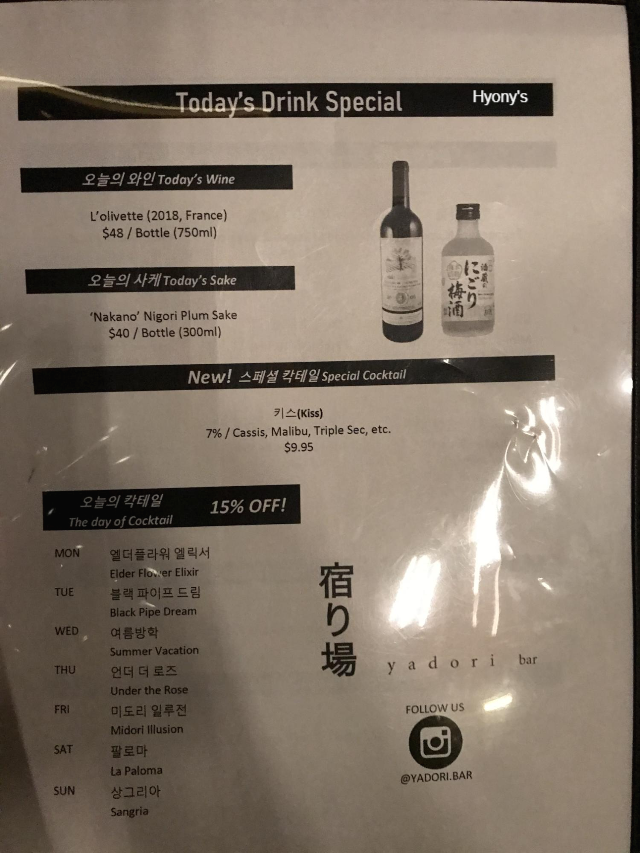 Today's Drink Special
Hyony's
오늘의 와인 Today's Wine
L'olivette (2018, France)
$48 / Bottle (750ml)
오늘의 사케 Today's Sake
'Nakano' Nigori Plum Sake
$40 / Bottle (300ml)
にごり
梅酒
New! 스페셜 칵테일 Special Cocktail
키스(Kiss)
7% / Cassis, Malibu, Triple Sec, etc.
$9.95
오늘의 칵테일
The day of Cocktail
15% OFF!
MON 엘더플라워 엘릭서
Elder Flower Elixir
TUE 블랙 파이프 드림
Black Pipe Dream
WED 여름방학
Summer Vacation
THU 언더 더 로즈
Under the Rose
FRI 미도리 일루전
Midori Illusion
SAT 팔로마
La Paloma
SUN 상그리아
Sangria
宿り場
yadori bar
FOLLOW US
@YADORI.BAR